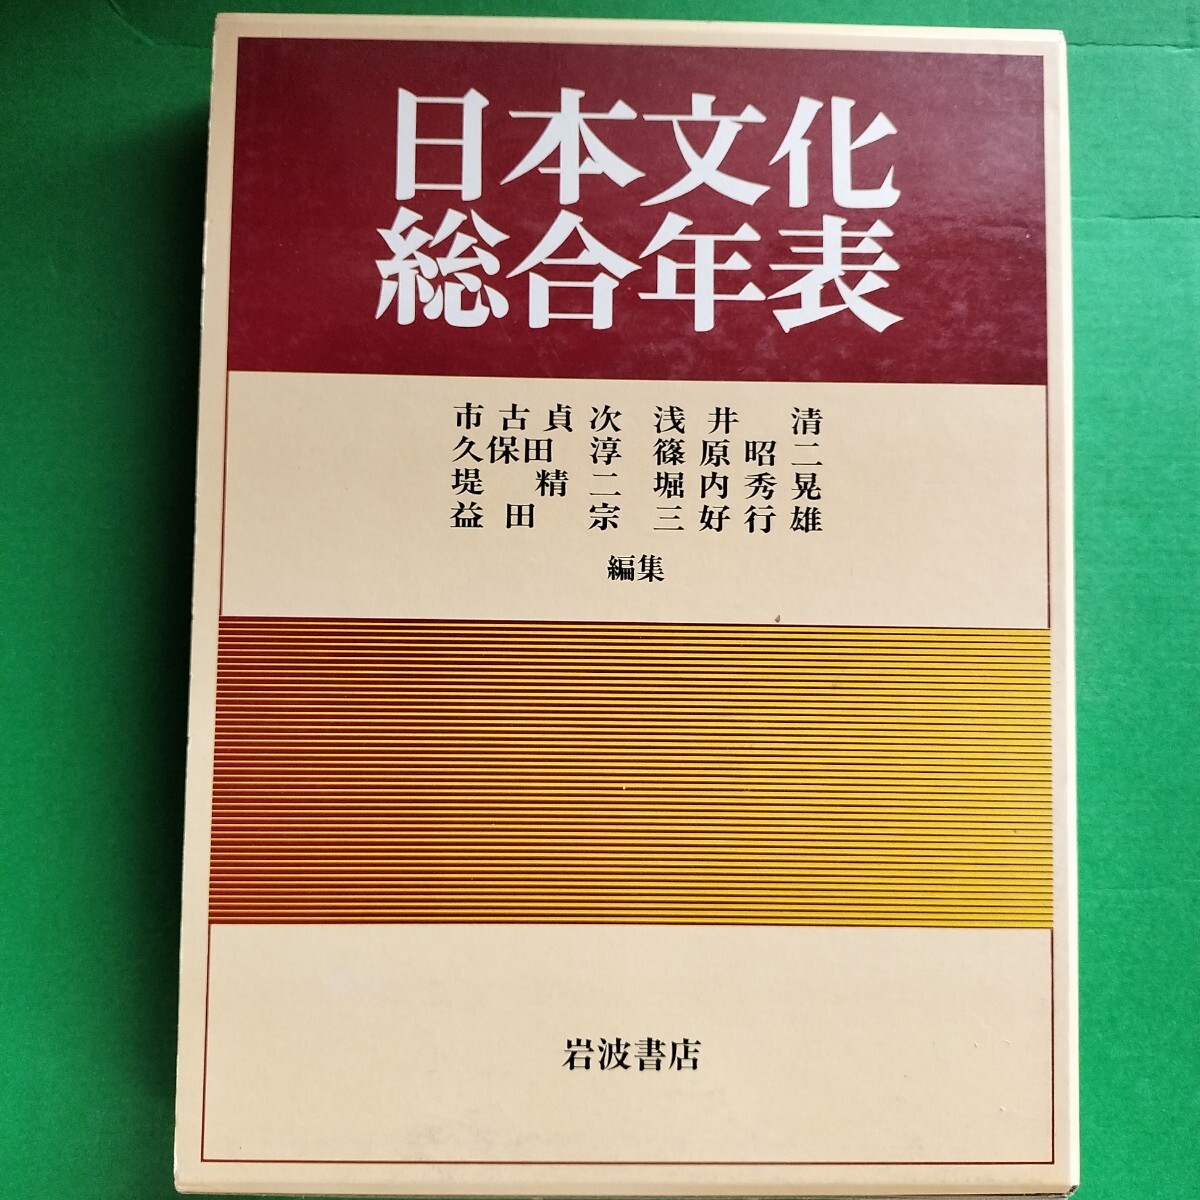 日本文化
総合年表
市古貞次 浅井 清
久保田 淳 篠原昭二
堤 精二 堀内秀晃
益田 宗 三好行雄
編集
岩波書店